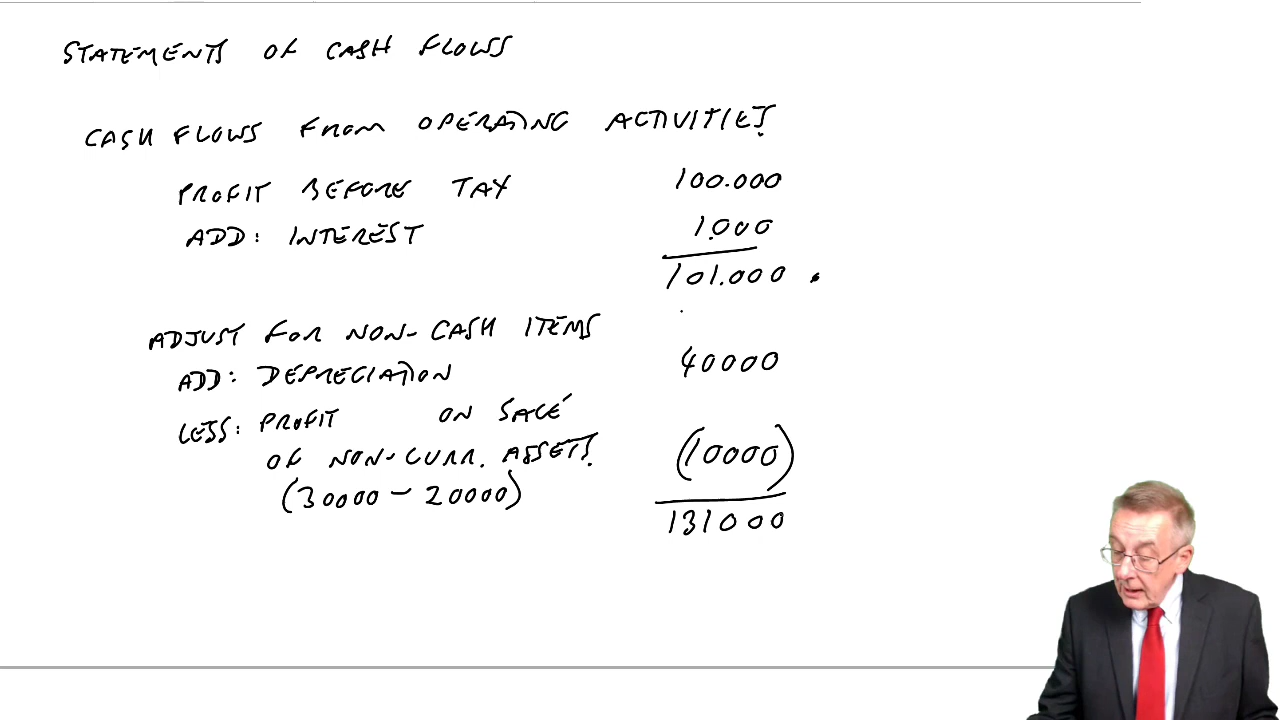 STATEMENTS OF CASH FLOWS
CASH FLOWS FROM OPERATING ACTIVITIES
PROFIT BEFORE TAX 100.000
ADD: INTEREST 1.000
101.000
ADJUST FOR NON-CASH ITEMS
ADD: DEPRECIATION 40000
LESS: PROFIT ON SALE
OF NON-CURR. ASSETS. (10000)
(30000 - 20000)
131000